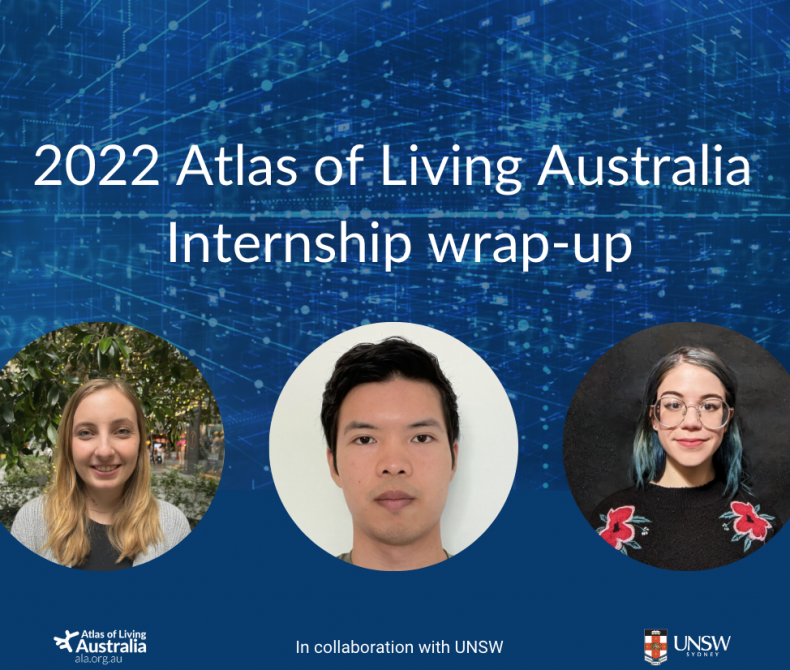 2022 Atlas of Living Australia
Internship wrap-up
Atlas of Living
Australia
ala.org.au
In collaboration with UNSW
UNSW
SYDNEY